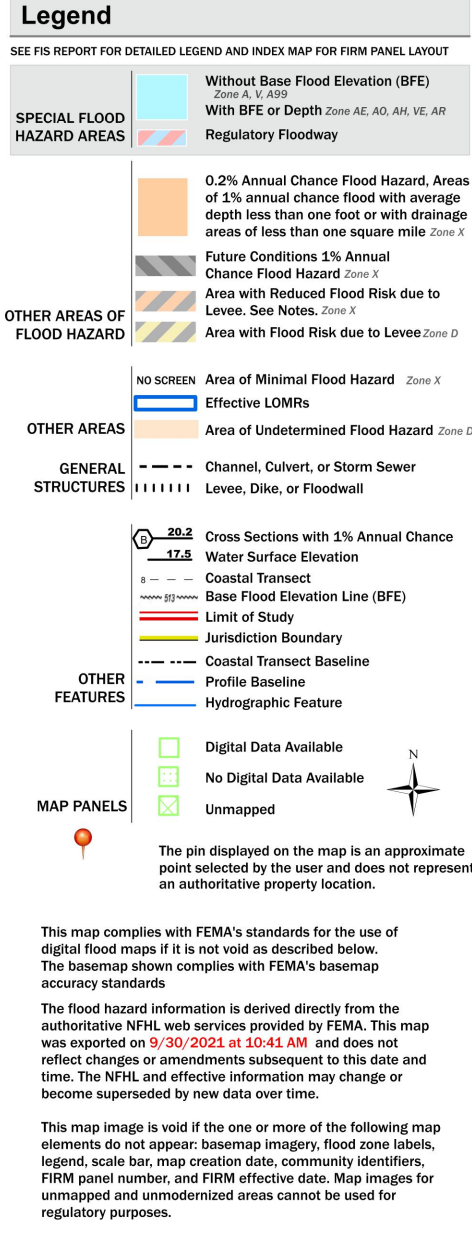 Legend
SEE FIS REPORT FOR DETAILED LEGEND AND INDEX MAP FOR FIRM PANEL LAYOUT
SPECIAL FLOOD
HAZARD AREAS
Without Base Flood Elevation (BFE)
Zone A, V, A99
With BFE or Depth Zone AE, AO, AH, VE, AR
Regulatory Floodway
OTHER AREAS OF
FLOOD HAZARD
0.2% Annual Chance Flood Hazard, Areas
of 1% annual chance flood with average
depth less than one foot or with drainage
areas of less than one square mile Zone X
Future Conditions 1% Annual
Chance Flood Hazard Zone X
Area with Reduced Flood Risk due to
Levee. See Notes. Zone X
Area with Flood Risk due to Levee Zone D
OTHER AREAS
NO SCREEN Area of Minimal Flood Hazard Zone X
Effective LOMRs
Area of Undetermined Flood Hazard Zone D
GENERAL
STRUCTURES
Channel, Culvert, or Storm Sewer
Levee, Dike, or Floodwall
OTHER
FEATURES
B 20.2 Cross Sections with 1% Annual Chance
17.5 Water Surface Elevation
8 Coastal Transect
513 Base Flood Elevation Line (BFE)
Limit of Study
Jurisdiction Boundary
Coastal Transect Baseline
Profile Baseline
Hydrographic Feature
MAP PANELS
Digital Data Available
No Digital Data Available
Unmapped
N
The pin displayed on the map is an approximate
point selected by the user and does not represent
an authoritative property location.
This map complies with FEMA's standards for the use of
digital flood maps if it is not void as described below.
The basemap shown complies with FEMA's basemap
accuracy standards
The flood hazard information is derived directly from the
authoritative NFHL web services provided by FEMA. This map
was exported on 9/30/2021 at 10:41 AM and does not
reflect changes or amendments subsequent to this date and
time. The NFHL and effective information may change or
become superseded by new data over time.
This map image is void if the one or more of the following map
elements do not appear: basemap imagery, flood zone labels,
legend, scale bar, map creation date, community identifiers,
FIRM panel number, and FIRM effective date. Map images for
unmapped and unmodernized areas cannot be used for
regulatory purposes.